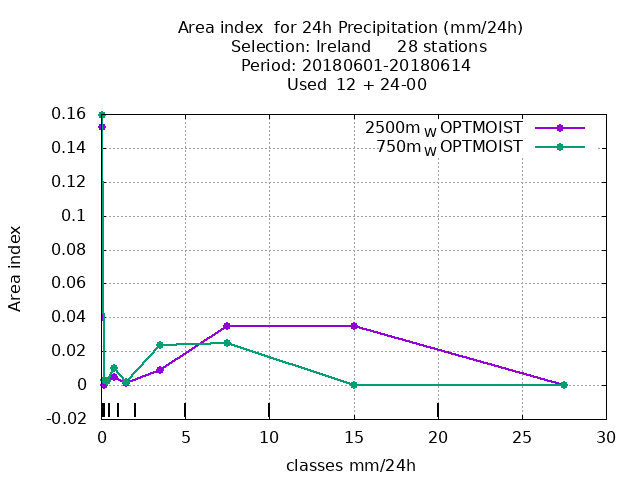 Area index for 24h Precipitation (mm/24h)
Selection: Ireland 28 stations
Period: 20180601-20180614
Used 12 + 24-00
2500m W OPTMOIST
750m W OPTMOIST
0.16
0.14
0.12
0.1
0.08
0.06
0.04
0.02
0
-0.02
Area index
0 5 10 15 20 25 30
classes mm/24h